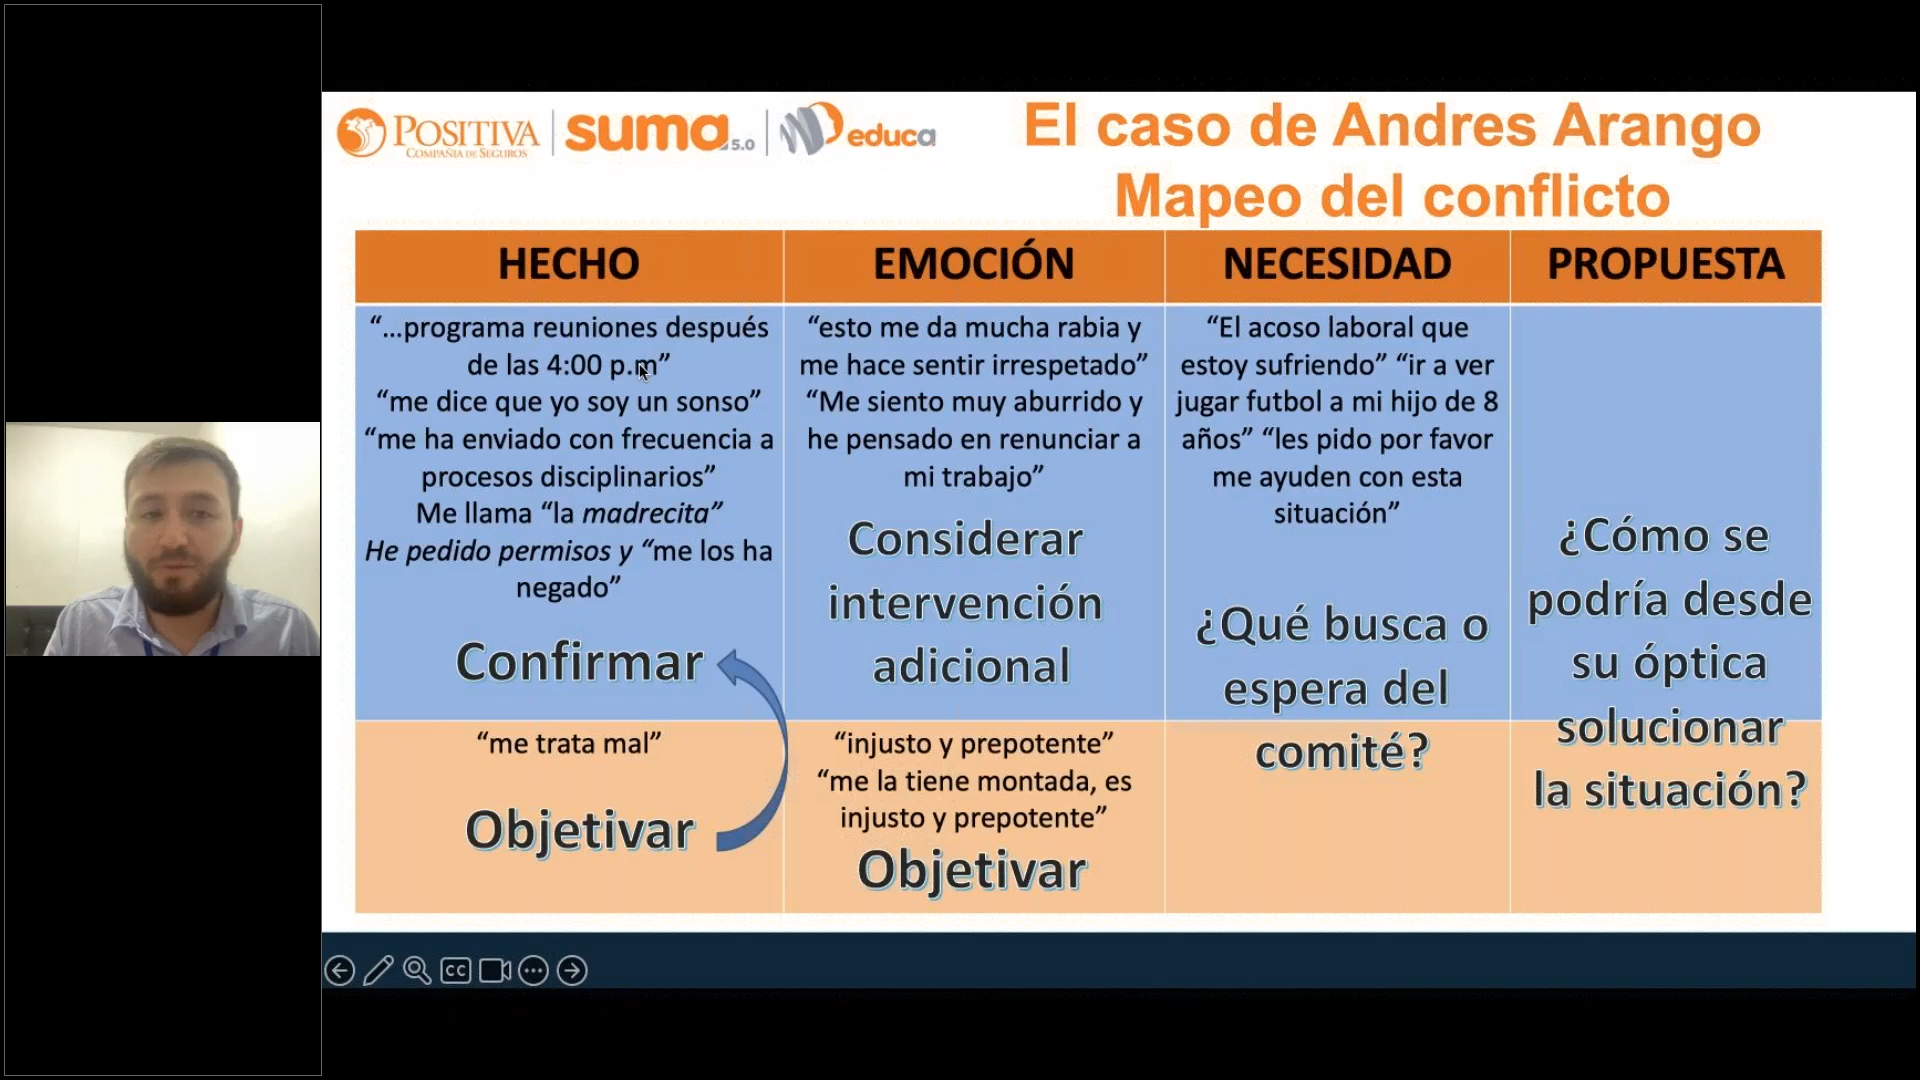 POSITIVA
COMPAÑÍA DE SEGUROS
suma 5.0
educa
El caso de Andres Arango
Mapeo del conflicto
HECHO
“...programa reuniones después
de las 4:00 p.m”
“me dice que yo soy un sonso”
“me ha enviado con frecuencia a
procesos disciplinarios”
Me llama “la madrecita”
He pedido permisos y “me los ha
negado”
Confirmar
“me trata mal”
Objetivar
EMOCIÓN
“esto me da mucha rabia y
me hace sentir irrespetado”
“Me siento muy aburrido y
he pensado en renunciar a
mi trabajo”
Considerar
intervención
adicional
“injusto y prepotente”
“me la tiene montada, es
injusto y prepotente”
Objetivar
NECESIDAD
“El acoso laboral que
estoy sufriendo” “ir a ver
jugar futbol a mi hijo de 8
años” “les pido por favor
me ayuden con esta
situación”
¿Qué busca o
espera del
comité?
PROPUESTA
¿Cómo se
podría desde
su óptica
solucionar
la situación?
CC